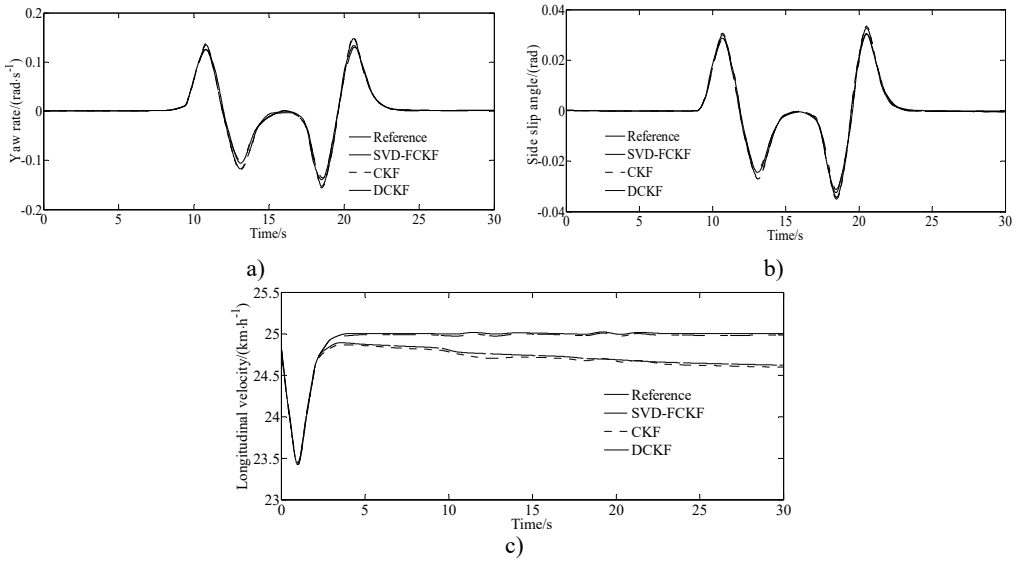 Yaw rate/(rad·s⁻¹)
0.2
0.1
0
-0.1
-0.2
0
5
10
15
20
25
30
Time/s
Reference
SVD-FCKF
CKF
DCKF
a)
Side slip angle/(rad)
0.04
0.02
0
-0.02
-0.04
0
5
10
15
20
25
30
Time/s
Reference
SVD-FCKF
CKF
DCKF
b)
Longitudinal velocity/(km·h⁻¹)
25.5
25
24.5
24
23.5
23
0
5
10
15
20
25
30
Time/s
Reference
SVD-FCKF
CKF
DCKF
c)